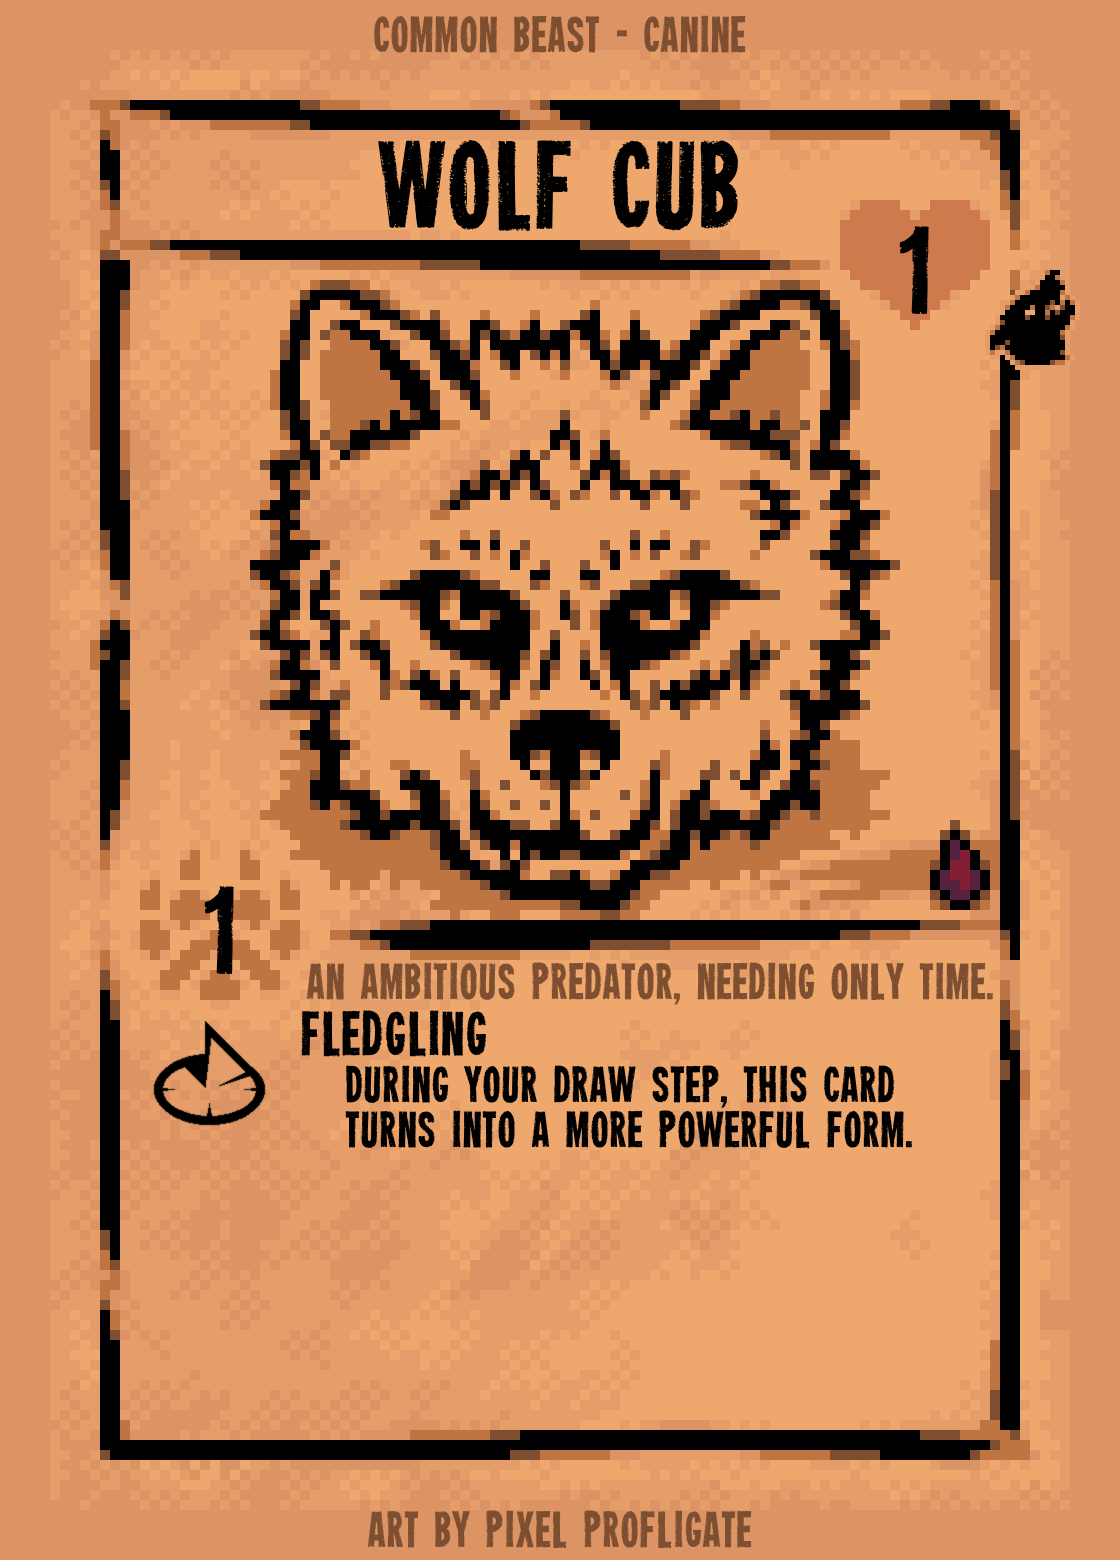 COMMON BEAST - CANINE
WOLF CUB
1
1
AN AMBITIOUS PREDATOR, NEEDING ONLY TIME.
FLEDGLING
DURING YOUR DRAW STEP, THIS CARD
TURNS INTO A MORE POWERFUL FORM.
ART BY PIXEL PROFLIGATE